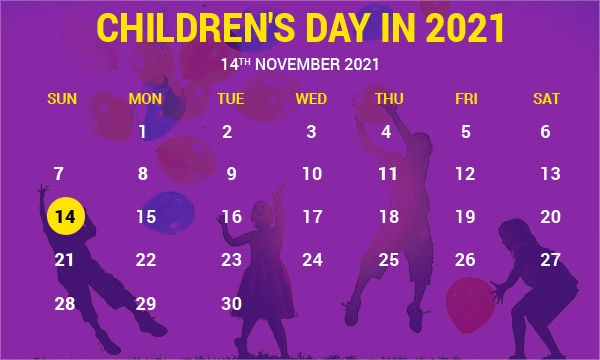 CHILDREN'S DAY IN 2021
14TH NOVEMBER 2021
SUN MON TUE WED THU FRI SAT
1 2 3 4 5 6
7 8 9 10 11 12 13
14 15 16 17 18 19 20
21 22 23 24 25 26 27
28 29 30